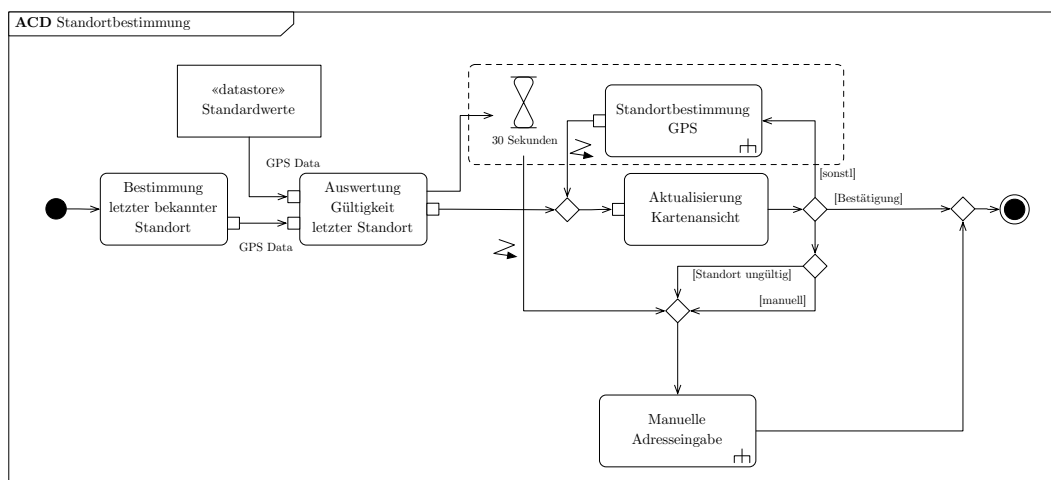 ACD Standortbestimmung
«datastore»
Standardwerte
30 Sekunden
Standortbestimmung
GPS
GPS Data
[sonstl]
Bestimmung
letzter bekannter
Standort
Auswertung
Gültigkeit
letzter Standort
Aktualisierung
Kartenansicht
[Bestätigung]
GPS Data
[Standort ungültig]
[manuell]
Manuelle
Adresseingabe